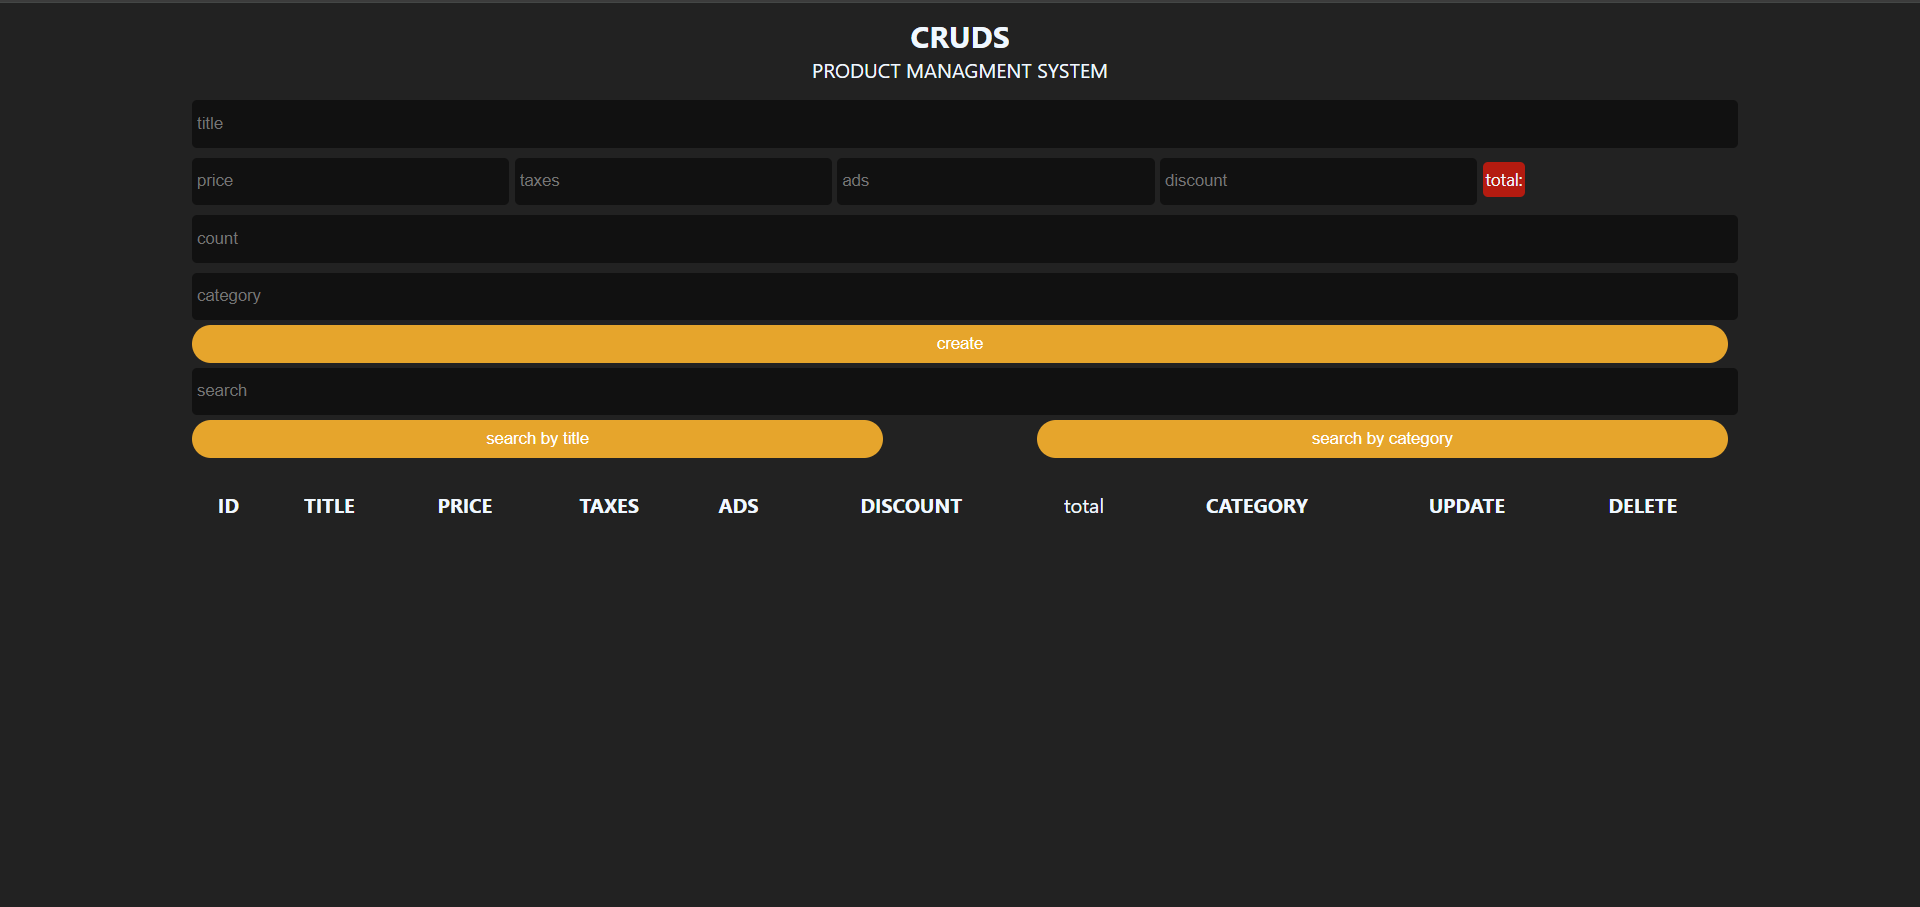 CRUDS
PRODUCT MANAGMENT SYSTEM
title
price taxes ads discount total:
count
category
create
search
search by title search by category
ID TITLE PRICE TAXES ADS DISCOUNT total CATEGORY UPDATE DELETE